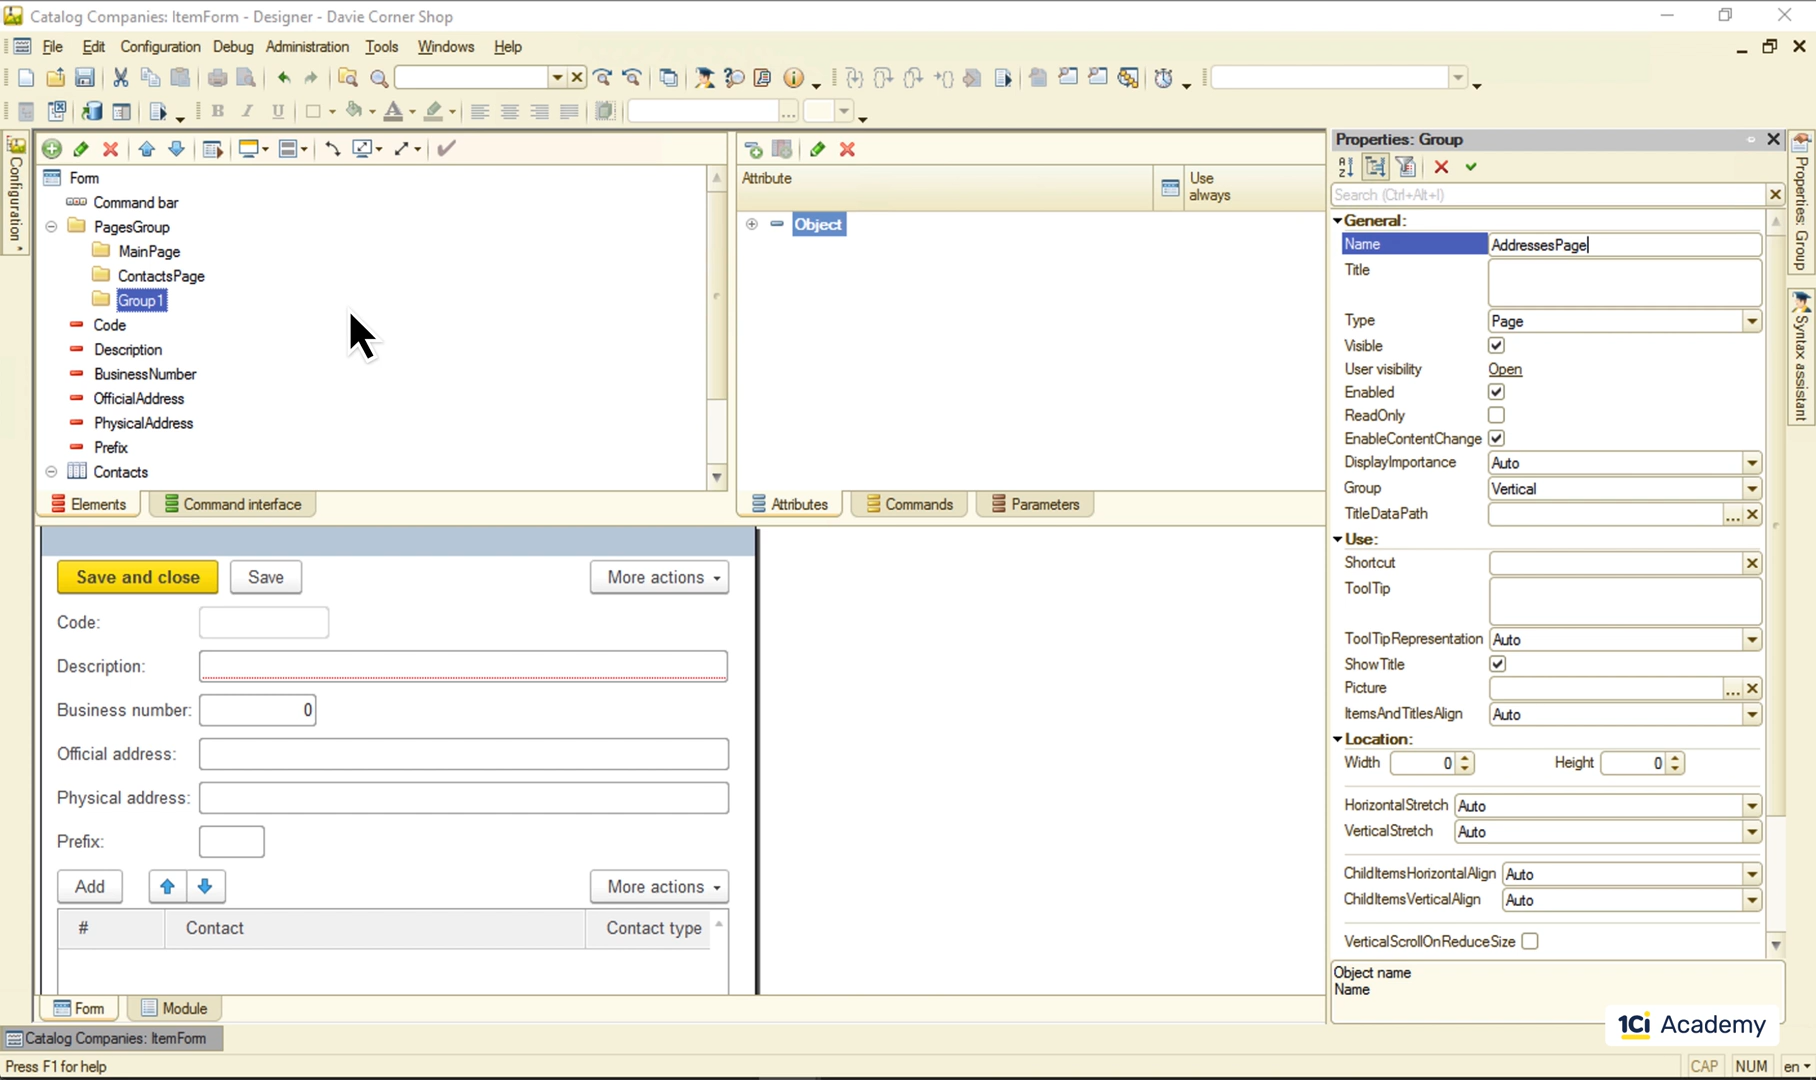 Catalog Companies: ItemForm - Designer - Davie Corner Shop
File Edit Configuration Debug Administration Tools Windows Help
Configuration
Form
Command bar
PagesGroup
MainPage
ContactsPage
Group1
Code
Description
BusinessNumber
OfficialAddress
PhysicalAddress
Prefix
Contacts
Elements Command interface
Attribute Use always
Object
Attributes Commands Parameters
Save and close Save More actions
Code:
Description:
Business number: 0
Official address:
Physical address:
Prefix:
Add More actions
# Contact Contact type
Form Module
Properties: Group
Search (Ctrl+Alt+I)
General:
Name AddressesPage
Title
Type Page
Visible
User visibility Open
Enabled
ReadOnly
EnableContentChange
DisplayImportance Auto
Group Vertical
TitleDataPath ...
Use:
Shortcut
ToolTip
ToolTipRepresentation Auto
ShowTitle
Picture ...
ItemsAndTitlesAlign Auto
Location:
Width 0 Height 0
HorizontalStretch Auto
VerticalStretch Auto
ChildItemsHorizontalAlign Auto
ChildItemsVerticalAlign Auto
VerticalScrollOnReduceSize
Object name
Name
Properties: Group
Syntax assistant
1Ci Academy
Catalog Companies: ItemForm
Press F1 for help CAP NUM en